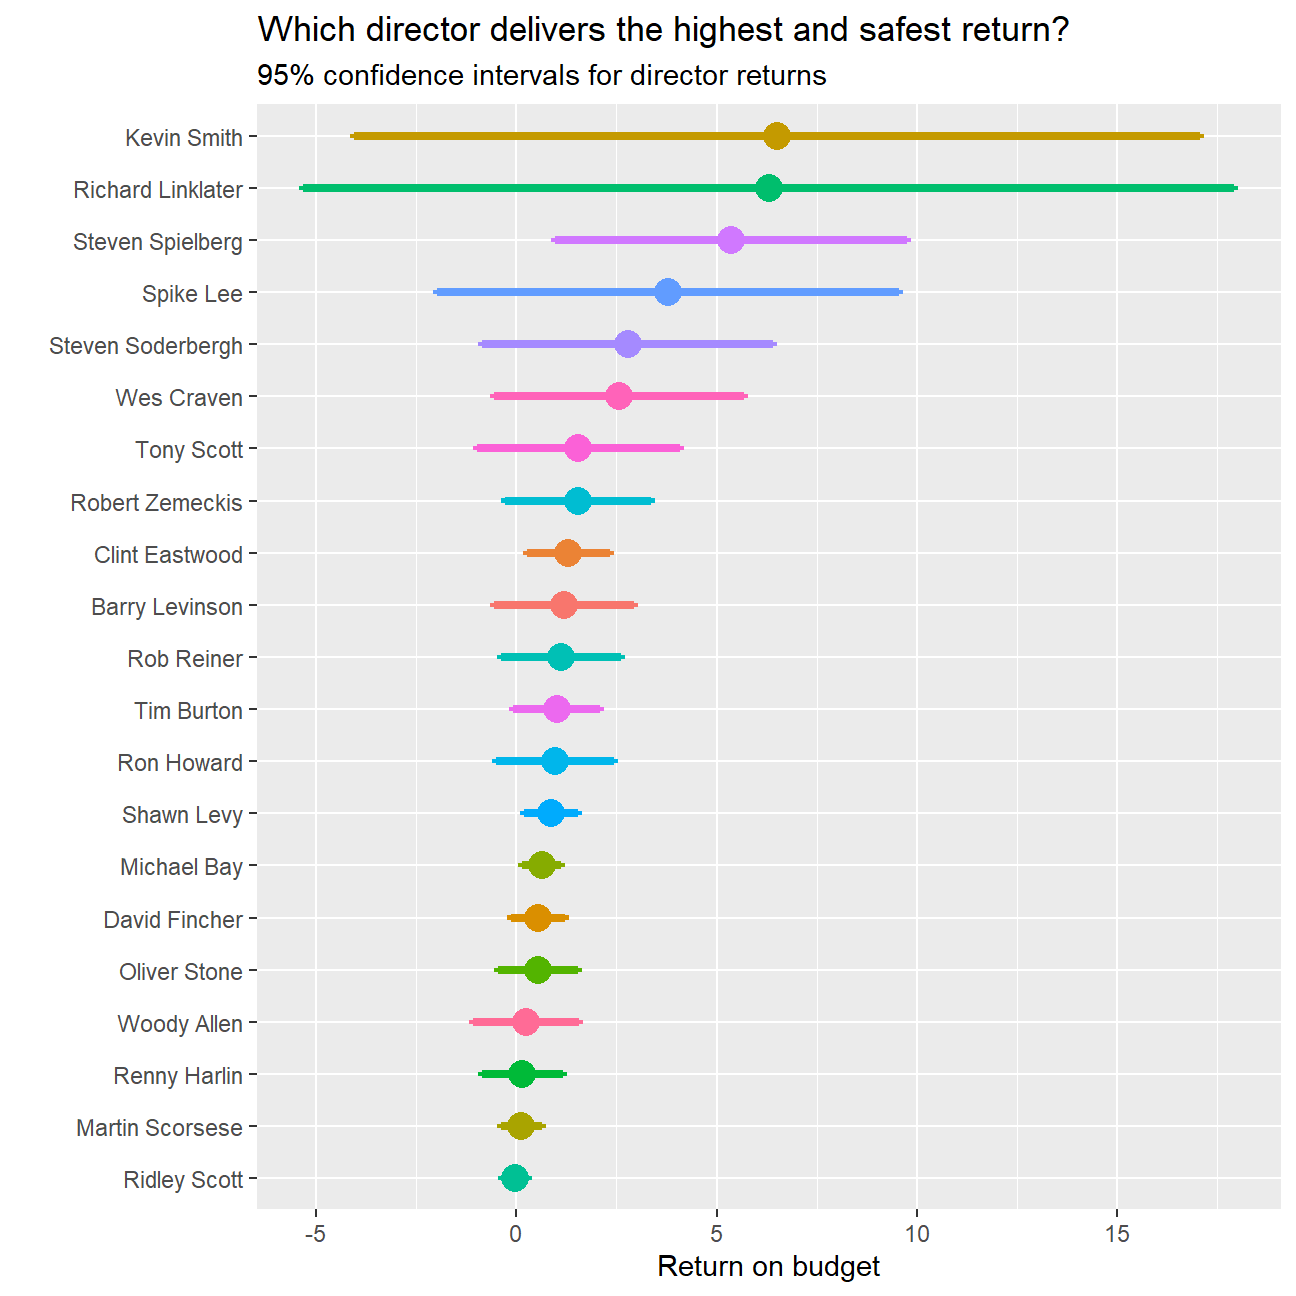 Which director delivers the highest and safest return?
95% confidence intervals for director returns
Kevin Smith
Richard Linklater
Steven Spielberg
Spike Lee
Steven Soderbergh
Wes Craven
Tony Scott
Robert Zemeckis
Clint Eastwood
Barry Levinson
Rob Reiner
Tim Burton
Ron Howard
Shawn Levy
Michael Bay
David Fincher
Oliver Stone
Woody Allen
Renny Harlin
Martin Scorsese
Ridley Scott
-5 0 5 10 15
Return on budget